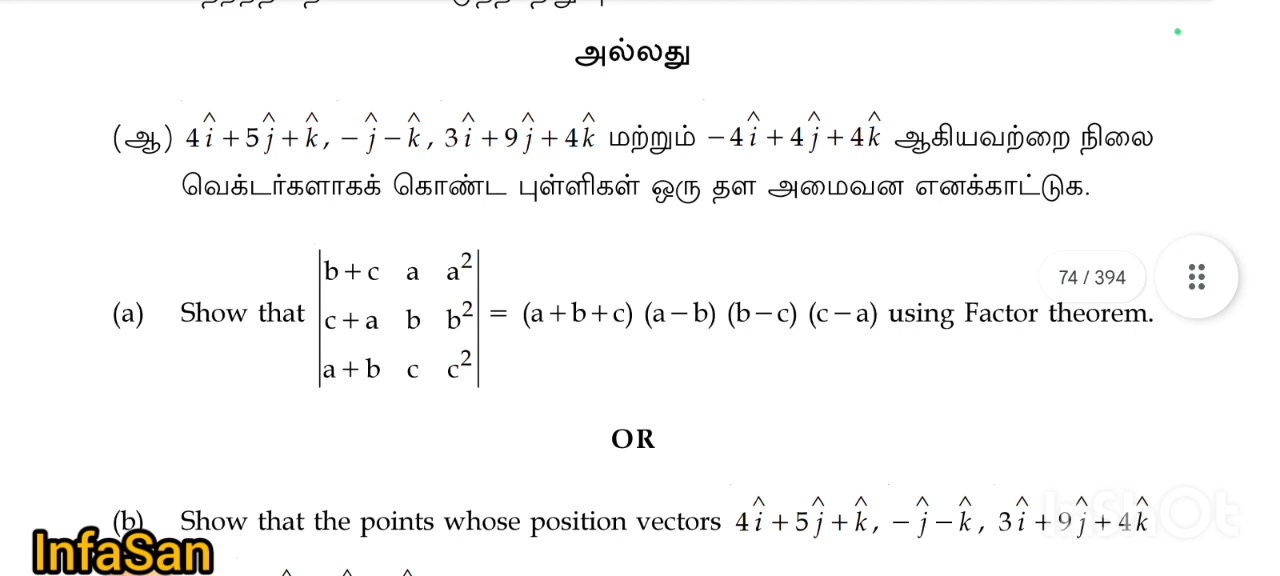 அல்லது
(ஆ) 4î + 5ĵ + k̂, − ĵ − k̂, 3î + 9ĵ + 4k̂ மற்றும் −4î + 4ĵ + 4k̂ ஆகியவற்றை நிலை
வெக்டர்களாகக் கொண்ட புள்ளிகள் ஒரு தள அமைவன எனக்காட்டுக.
74 / 394
(a) Show that |b+c a a²|
|c+a b b²| = (a+b+c) (a−b) (b−c) (c−a) using Factor theorem.
|a+b c c²|
OR
(b) Show that the points whose position vectors 4î + 5ĵ + k̂, − ĵ − k̂, 3î + 9ĵ + 4k̂
InShOt
InfaSan